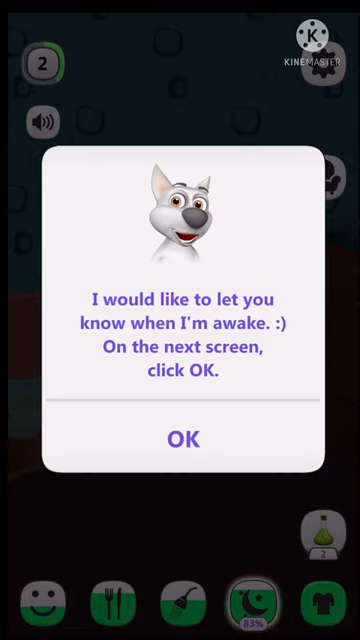 K
KINEMASTER
2
I would like to let you
know when I'm awake. :)
On the next screen,
click OK.
OK
2
83%